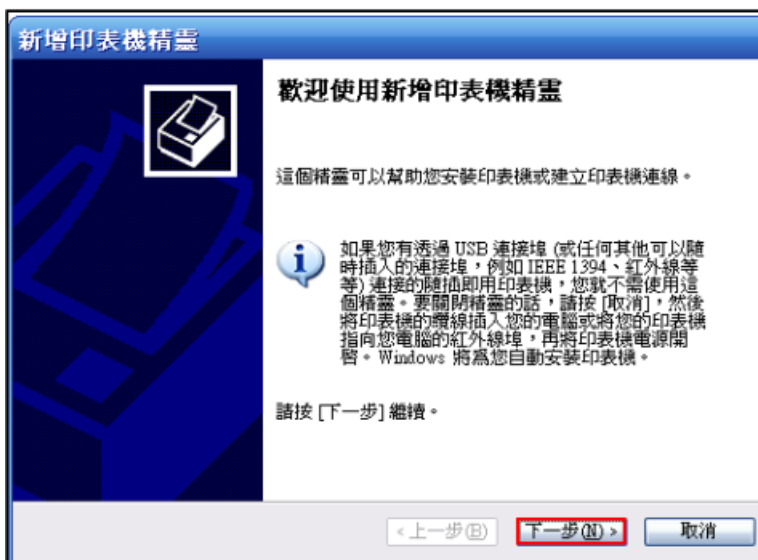 新增印表機精靈
歡迎使用新增印表機精靈
這個精靈可以幫助您安裝印表機或建立印表機連線。
如果您有透過 USB 連接埠 (或任何其他可以隨
時插入的連接埠，例如 IEEE 1394、紅外線等
等) 連接的隨插即用印表機，您就不需使用這
個精靈。要關閉精靈的話，請按 [取消]，然後
將印表機的纜線插入您的電腦或將您的印表機
指向您電腦的紅外線埠，再將印表機電源開
啓。Windows 將為您自動安裝印表機。
請按 [下一步] 繼續。
< 上一步(B) 下一步(N) > 取消